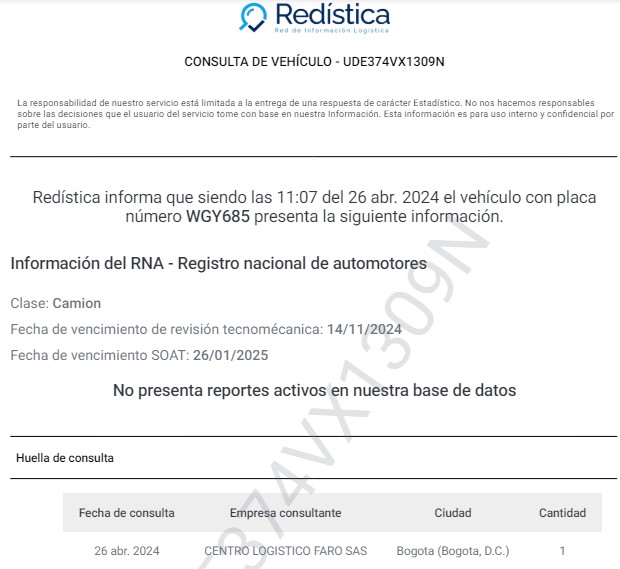 Redística
Red de Información Logística
CONSULTA DE VEHÍCULO - UDE374VX1309N
La responsabilidad de nuestro servicio está limitada a la entrega de una respuesta de carácter Estadístico. No nos hacemos responsables
sobre las decisiones que el usuario del servicio tome con base en nuestra Información. Esta información es para uso interno y confidencial por
parte del usuario.
Redística informa que siendo las 11:07 del 26 abr. 2024 el vehículo con placa
número WGY685 presenta la siguiente información.
Información del RNA - Registro nacional de automotores
Clase: Camion
Fecha de vencimiento de revisión tecnomécanica: 14/11/2024
Fecha de vencimiento SOAT: 26/01/2025
No presenta reportes activos en nuestra base de datos
Huella de consulta
Fecha de consulta Empresa consultante Ciudad Cantidad
26 abr. 2024 CENTRO LOGISTICO FARO SAS Bogota (Bogota, D.C.) 1
E374VX1309N